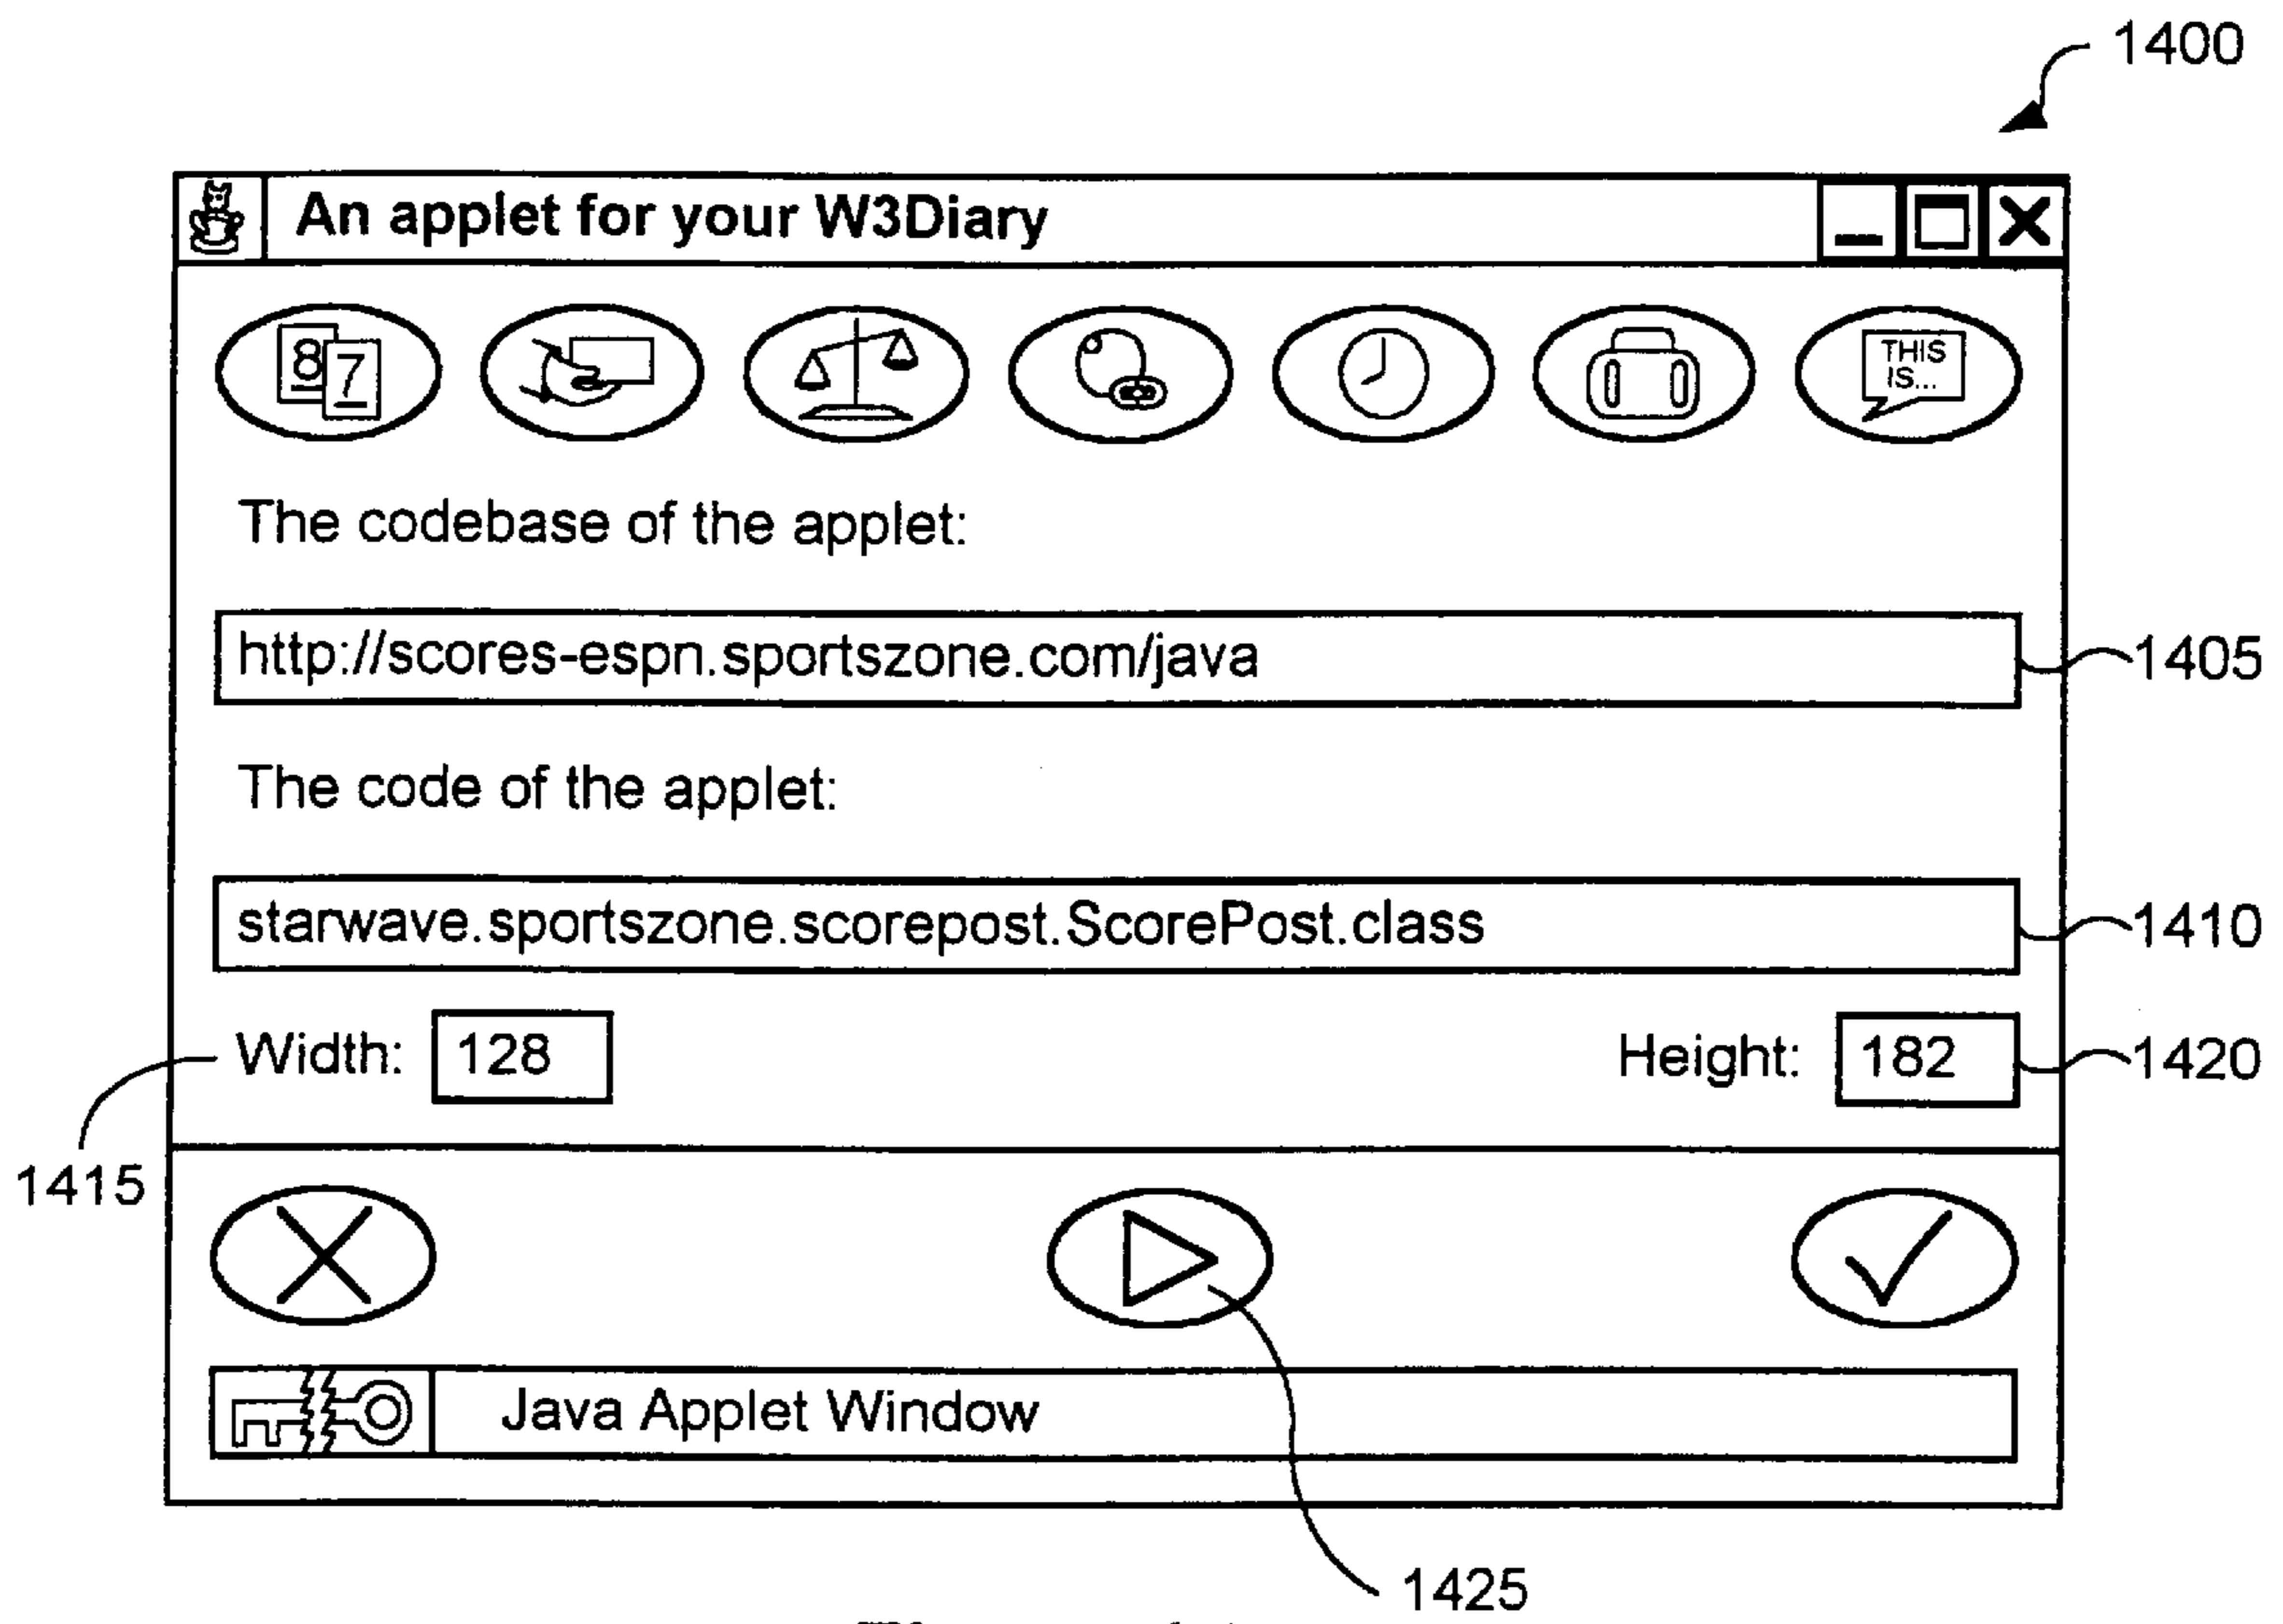 1400
An applet for your W3Diary
8 7
THIS
IS...
The codebase of the applet:
http://scores-espn.sportszone.com/java
1405
The code of the applet:
starwave.sportszone.scorepost.ScorePost.class
1410
Width: 128 Height: 182
1420
1415
Java Applet Window
1425